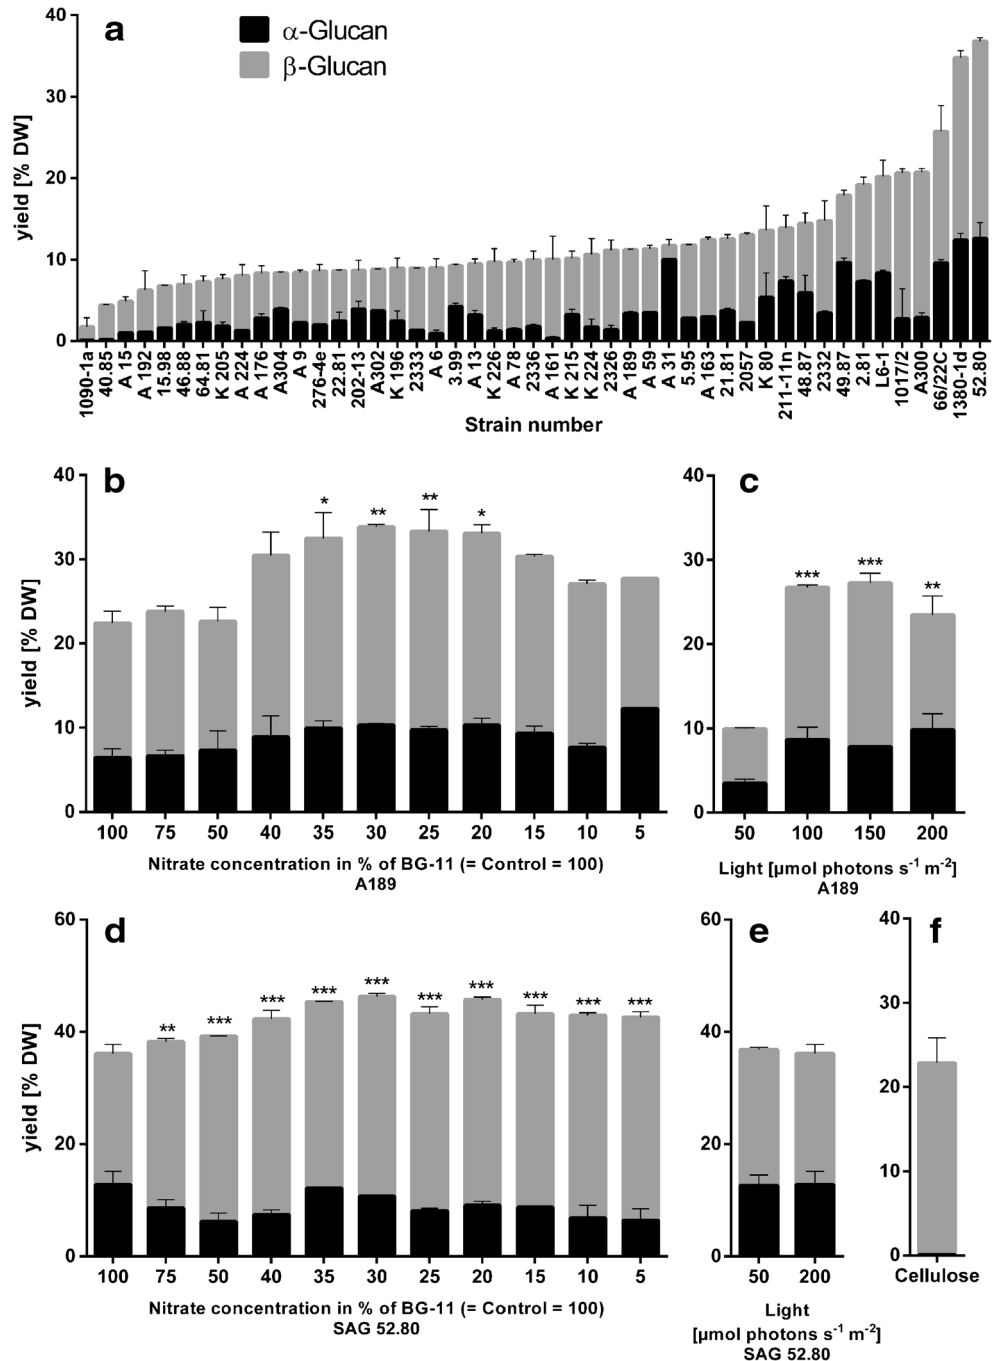 a
α-Glucan
β-Glucan
yield [% DW]
40
30
20
10
0
1090-1a
40.85
A 15
A 192
15.98
46.88
64.81
K 205
A 224
A 176
A304
A 9
276-4e
22.81
202-13
A302
K 196
2333
A 6
3.99
A 13
K 226
A 78
2336
A 161
K 215
K 224
2326
A 189
A 59
A 31
5.95
A 163
21.81
2057
K 80
211-11n
48.87
2332
49.87
2.81
L6-1
1017/2
A300
66/22C
1380-1d
52.80
Strain number
b
yield [% DW]
40
30
20
10
0
* ** ** *
100 75 50 40 35 30 25 20 15 10 5
Nitrate concentration in % of BG-11 (= Control = 100)
A189
c
40
30
20
10
0
*** *** **
50 100 150 200
Light [µmol photons s⁻¹ m⁻²]
A189
d
yield [% DW]
60
40
20
0
** *** *** *** *** *** *** *** *** ***
100 75 50 40 35 30 25 20 15 10 5
Nitrate concentration in % of BG-11 (= Control = 100)
SAG 52.80
e
60
40
20
0
50 200
Light
[µmol photons s⁻¹ m⁻²]
SAG 52.80
f
40
30
20
10
0
Cellulose